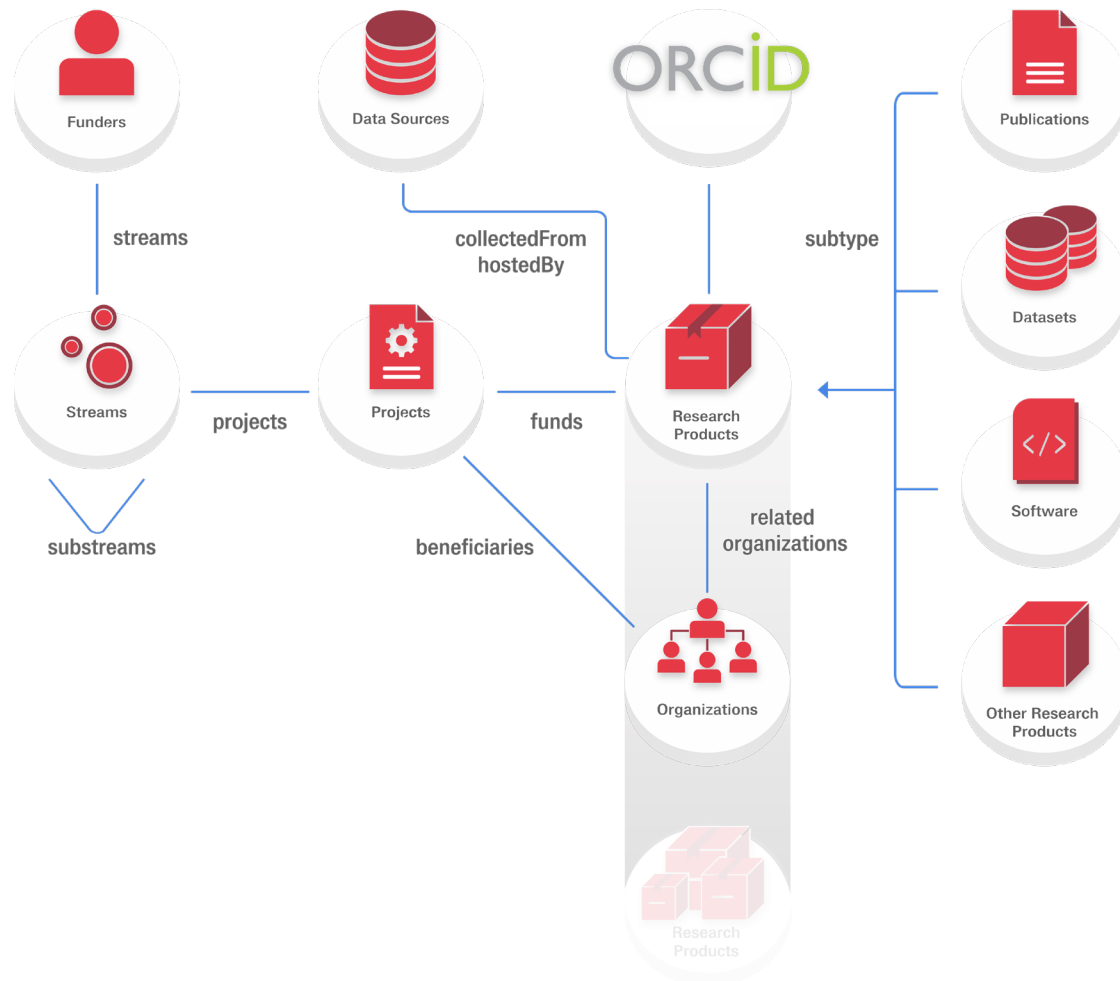 Funders
Data Sources
ORCiD
Publications
streams
collectedFrom
hostedBy
subtype
Datasets
Streams
Projects
Research
Products
projects
funds
Software
substreams
beneficiaries
related
organizations
Organizations
Other Research
Products
Research
Products